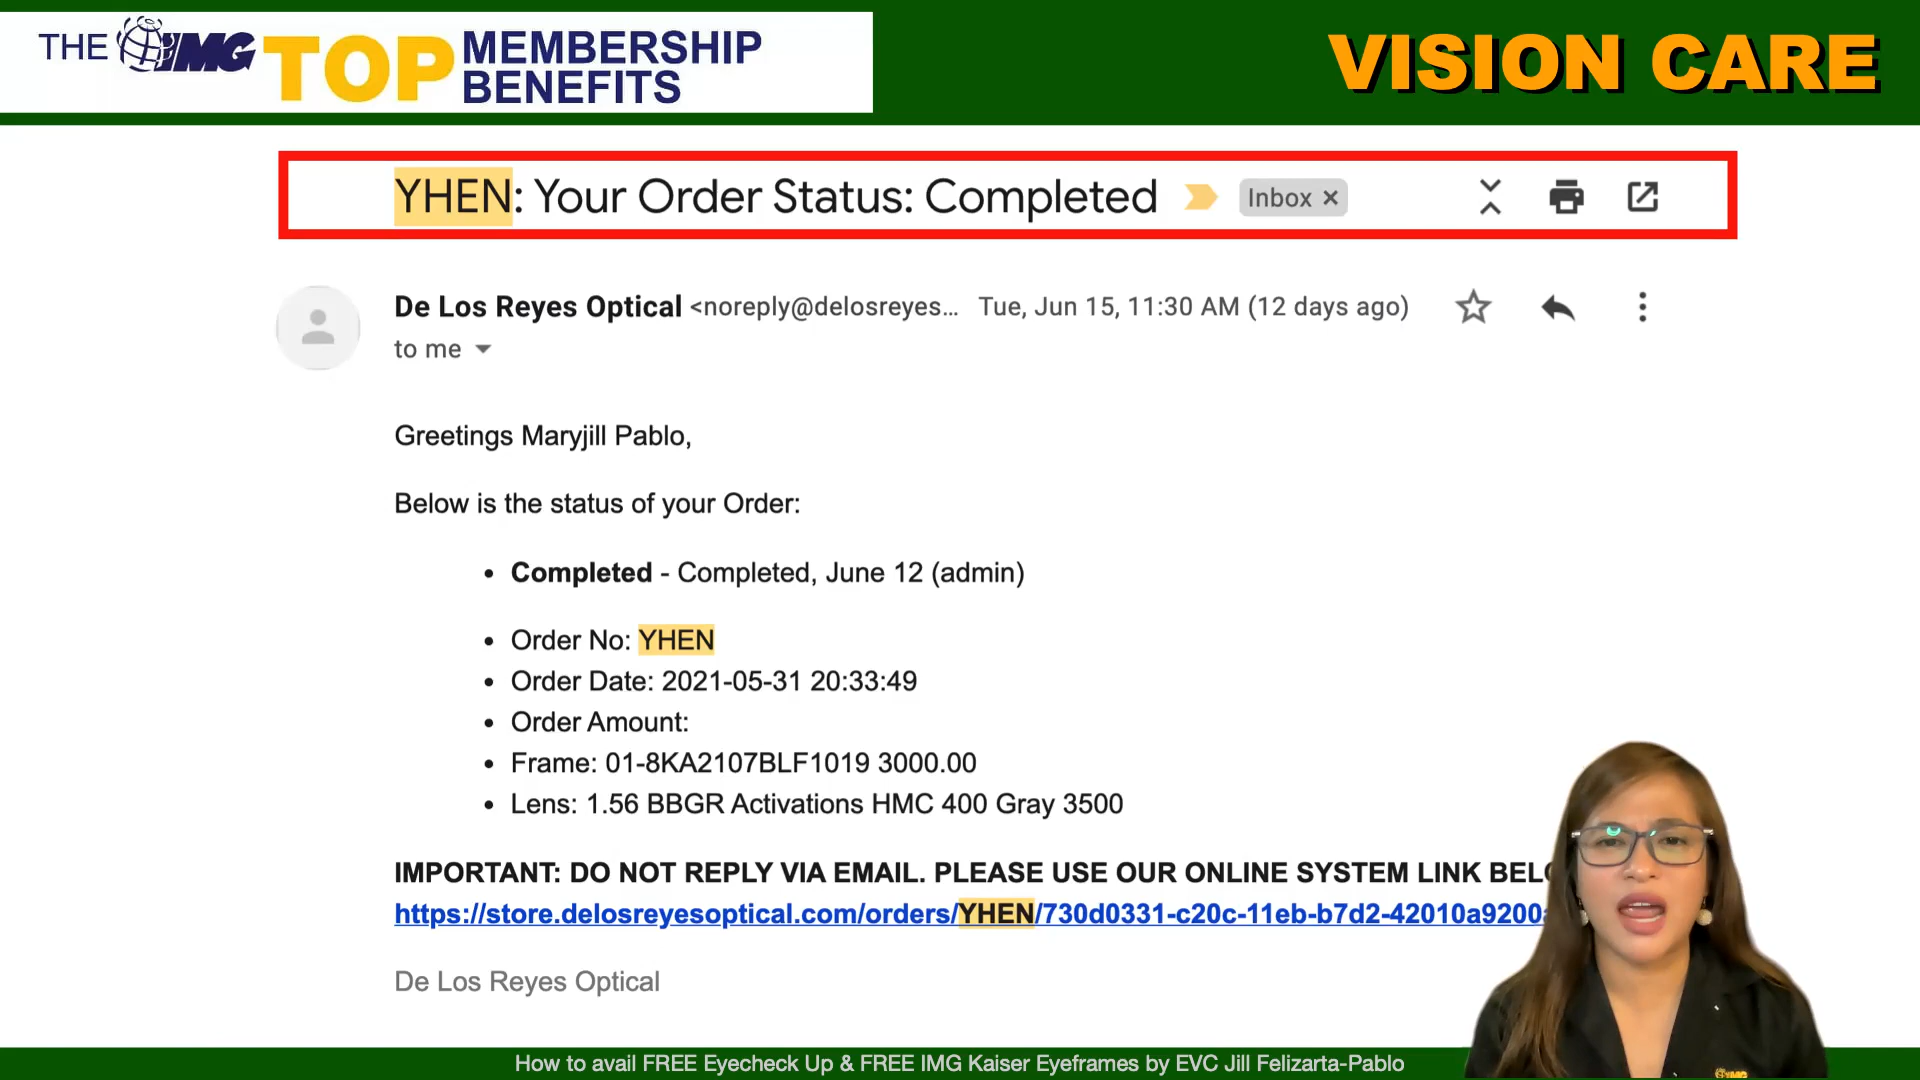 THE IMG TOP MEMBERSHIP BENEFITS
VISION CARE
YHEN: Your Order Status: Completed Inbox ×
De Los Reyes Optical <noreply@delosreyes... Tue, Jun 15, 11:30 AM (12 days ago)
to me
Greetings Maryjill Pablo,
Below is the status of your Order:
• Completed - Completed, June 12 (admin)
• Order No: YHEN
• Order Date: 2021-05-31 20:33:49
• Order Amount:
• Frame: 01-8KA2107BLF1019 3000.00
• Lens: 1.56 BBGR Activations HMC 400 Gray 3500
IMPORTANT: DO NOT REPLY VIA EMAIL. PLEASE USE OUR ONLINE SYSTEM LINK
https://store.delosreyesoptical.com/orders/YHEN/730d0331-c20c-11eb-b7d2-42010a9200
De Los Reyes Optical
How to avail FREE Eyecheck Up & FREE IMG Kaiser Eyeframes by EVC Jill Felizarta-Pablo